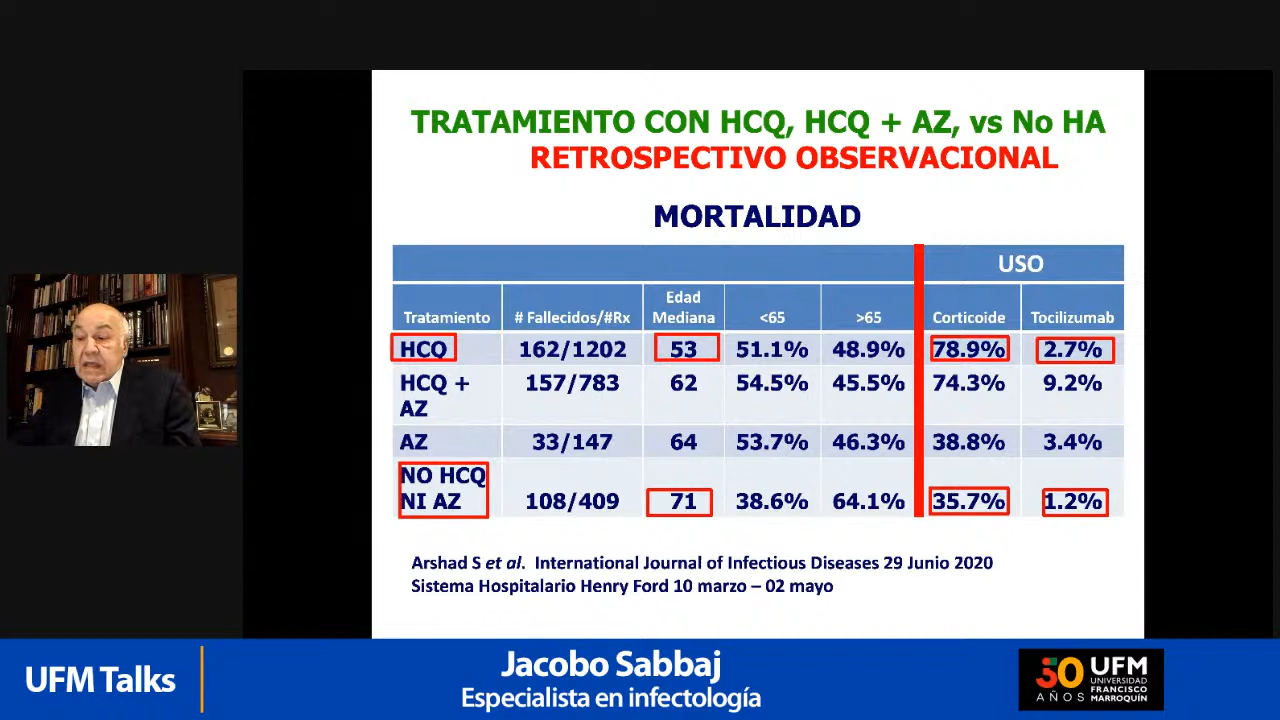 TRATAMIENTO CON HCQ, HCQ + AZ, vs No HA
RETROSPECTIVO OBSERVACIONAL
MORTALIDAD
USO
Tratamiento # Fallecidos/#Rx Edad Mediana <65 >65 Corticoide Tocilizumab
HCQ 162/1202 53 51.1% 48.9% 78.9% 2.7%
HCQ + AZ 157/783 62 54.5% 45.5% 74.3% 9.2%
AZ 33/147 64 53.7% 46.3% 38.8% 3.4%
NO HCQ NI AZ 108/409 71 38.6% 64.1% 35.7% 1.2%
Arshad S et al. International Journal of Infectious Diseases 29 Junio 2020
Sistema Hospitalario Henry Ford 10 marzo – 02 mayo
UFM Talks
Jacobo Sabbaj
Especialista en infectología
50 AÑOS
UFM
UNIVERSIDAD
FRANCISCO
MARROQUÍN